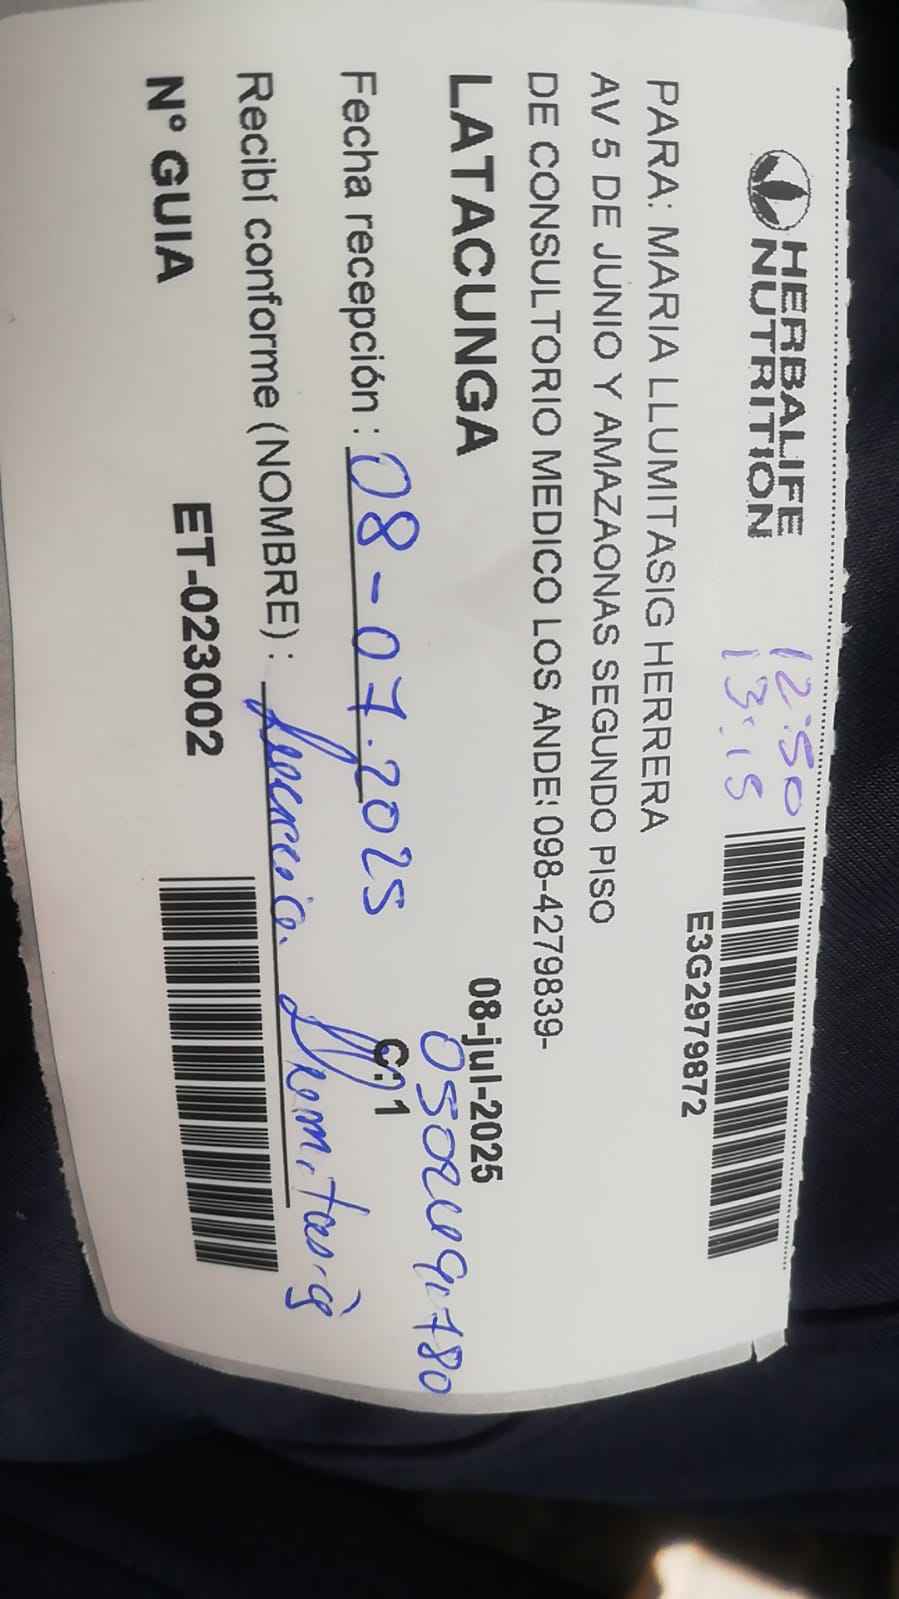 HERBALIFE
NUTRITION
12:50
13:15
E3G2979872
PARA: MARIA LLUMITASIG HERRERA
AV 5 DE JUNIO Y AMAZAONAS SEGUNDO PISO
DE CONSULTORIO MEDICO LOS ANDE: 098-4279839-
LATACUNGA
08-jul-2025
Fecha recepción : 08-07.2025
C: 1
Recibí conforme (NOMBRE) : Llumitasig
N° GUIA
ET-023002